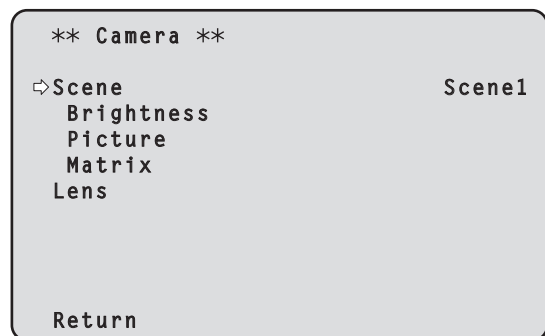 ** Camera **
⇨Scene Scene1
Brightness
Picture
Matrix
Lens
Return